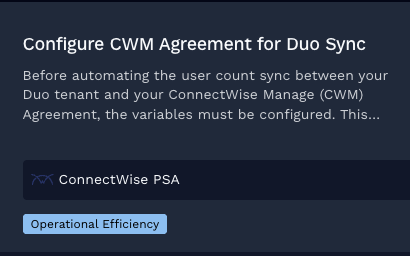 Configure CWM Agreement for Duo Sync
Before automating the user count sync between your
Duo tenant and your ConnectWise Manage (CWM)
Agreement, the variables must be configured. This...
ConnectWise PSA
Operational Efficiency